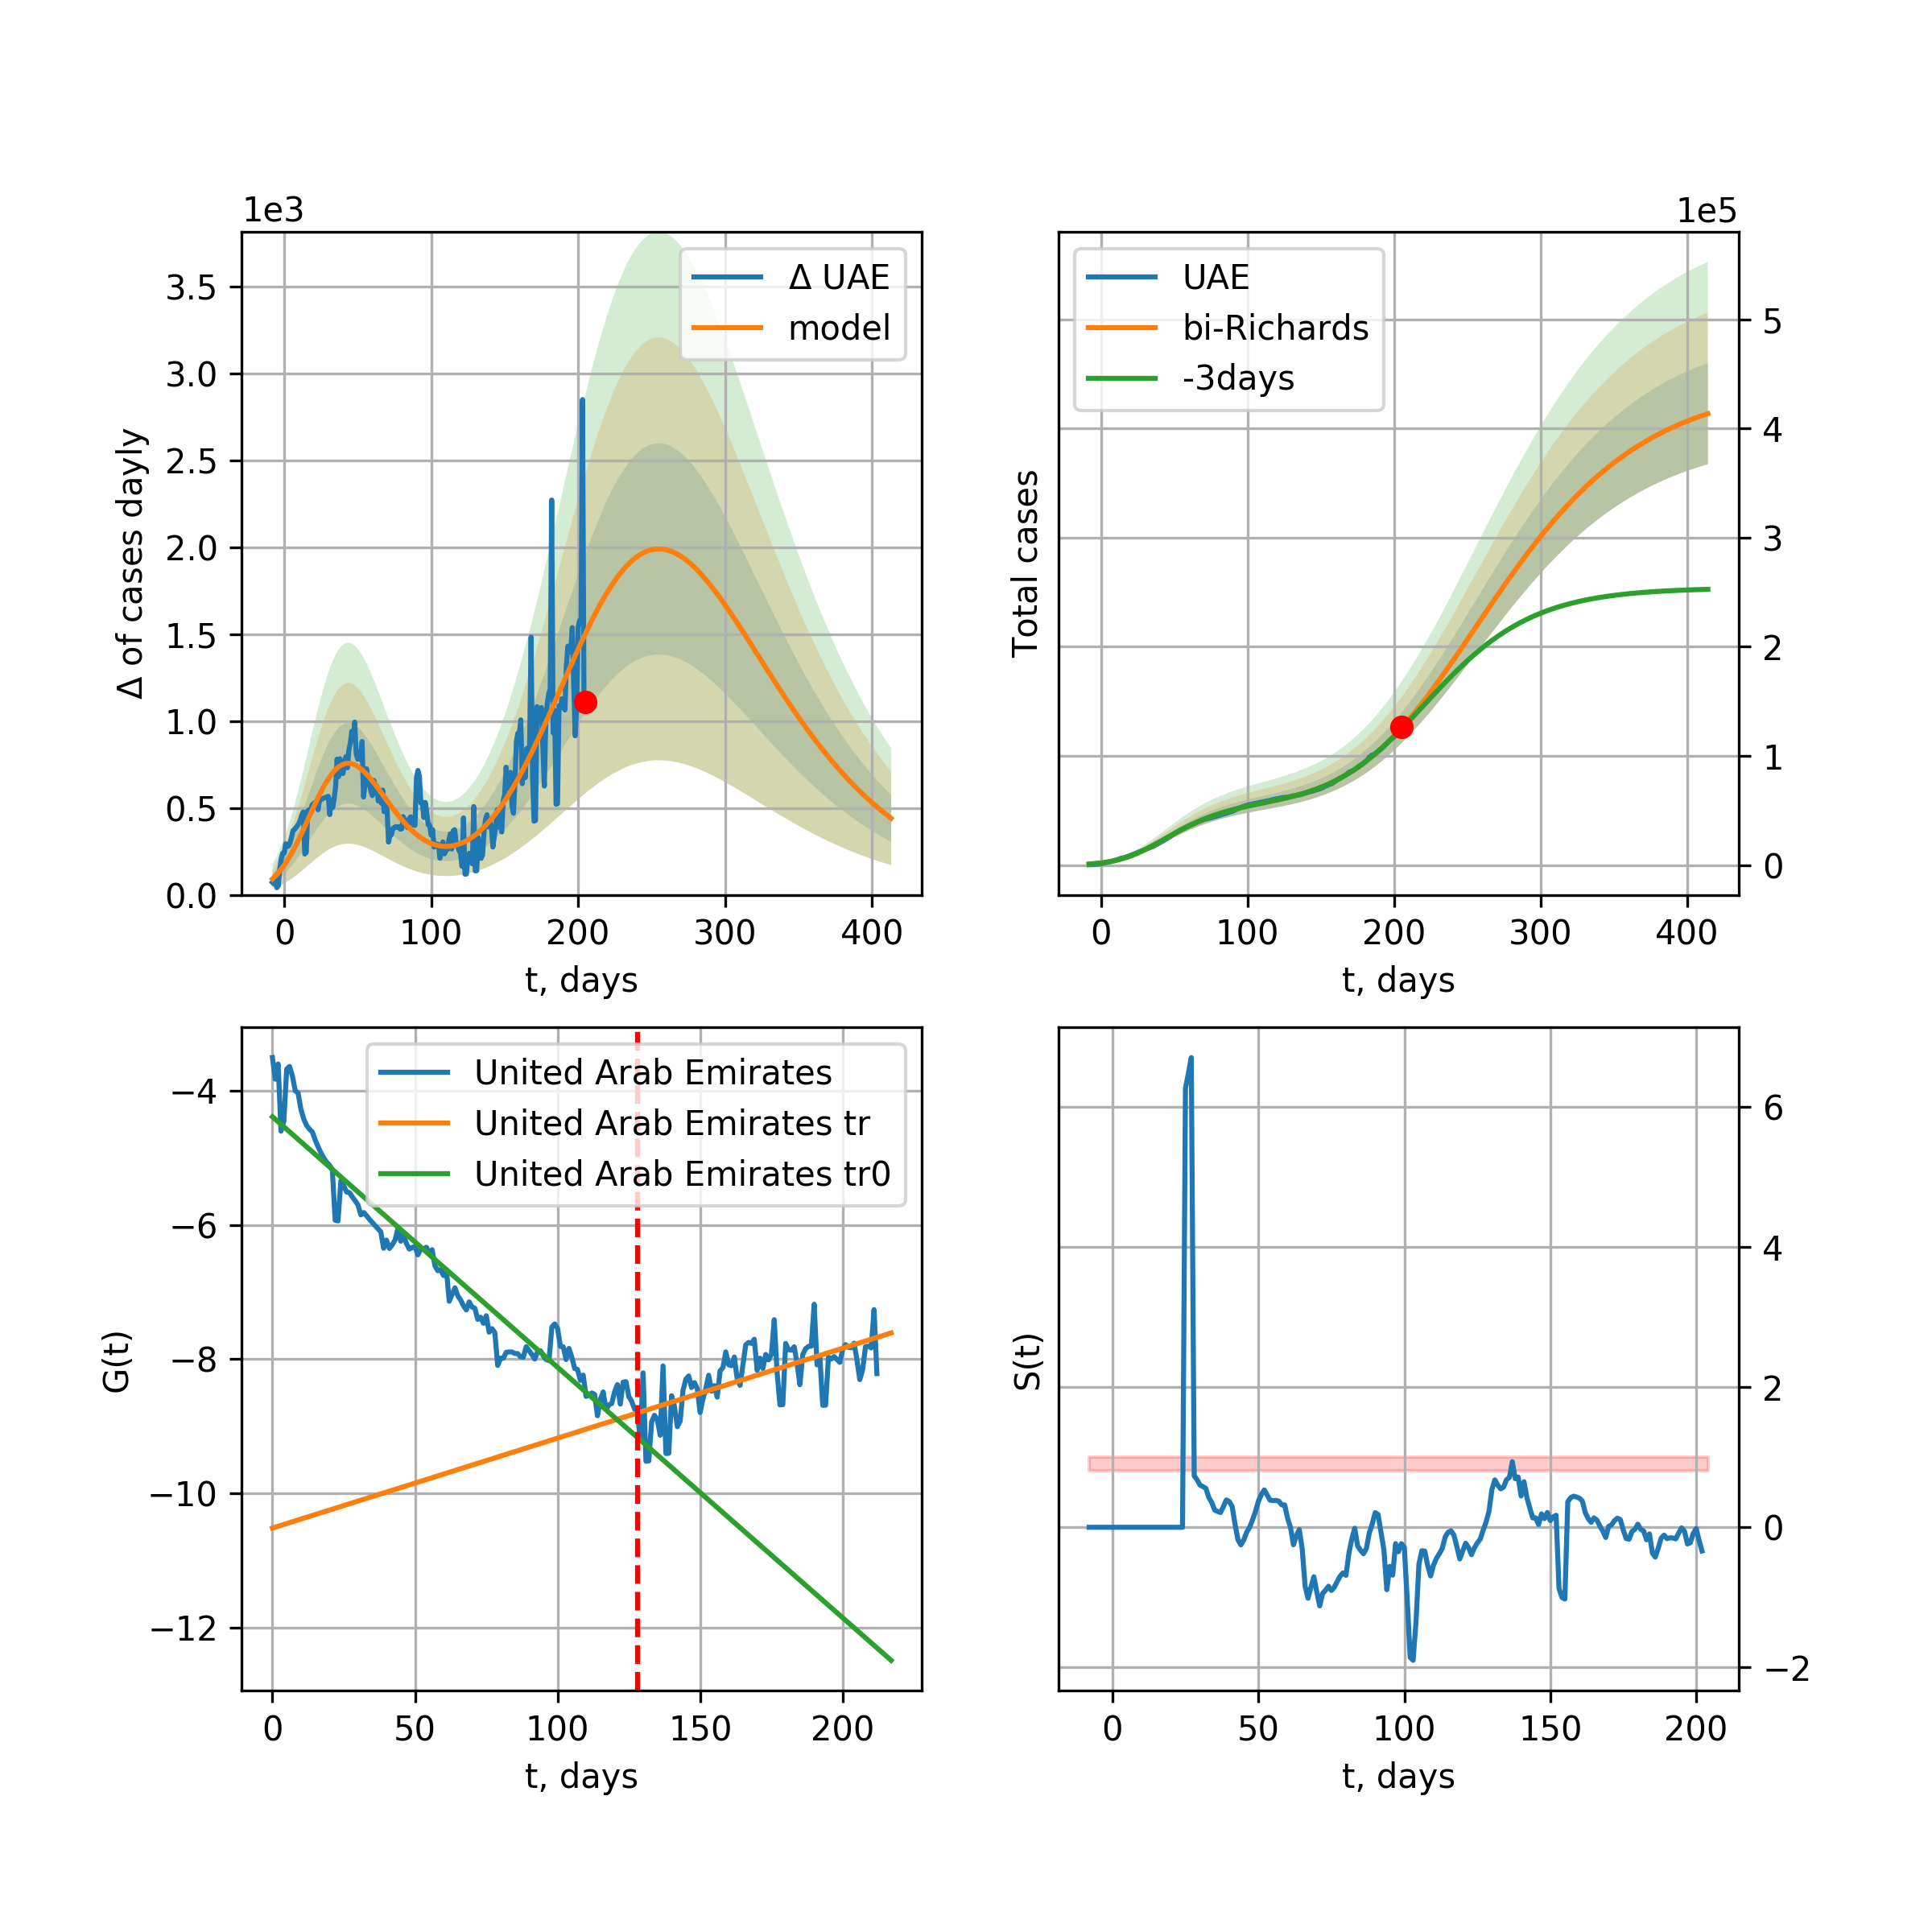 1e3
Δ of cases dayly
3.5
3.0
2.5
2.0
1.5
1.0
0.5
0.0
0 100 200 300 400
t, days
Δ UAE
model
1e5
Total cases
5
4
3
2
1
0
0 100 200 300 400
t, days
UAE
bi-Richards
-3days
G(t)
−4
−6
−8
−10
−12
0 50 100 150 200
t, days
United Arab Emirates
United Arab Emirates tr
United Arab Emirates tr0
S(t)
6
4
2
0
−2
0 50 100 150 200
t, days